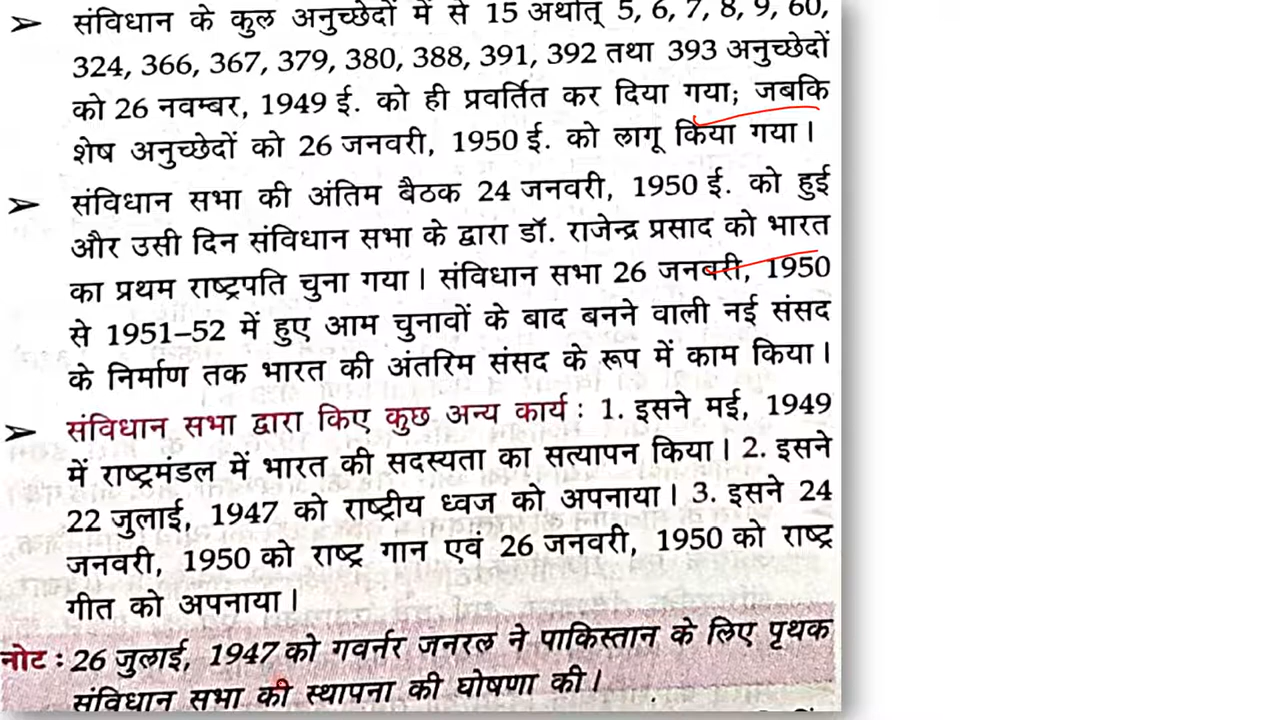 ➢ संविधान के कुल अनुच्छेदों में से 15 अर्थात् 5, 6, 7, 8, 9, 60,
324, 366, 367, 379, 380, 388, 391, 392 तथा 393 अनुच्छेदों
को 26 नवम्बर, 1949 ई. को ही प्रवर्तित कर दिया गया; जबकि
शेष अनुच्छेदों को 26 जनवरी, 1950 ई. को लागू किया गया।
➢ संविधान सभा की अंतिम बैठक 24 जनवरी, 1950 ई. को हुई
और उसी दिन संविधान सभा के द्वारा डॉ. राजेन्द्र प्रसाद को भारत
का प्रथम राष्ट्रपति चुना गया। संविधान सभा 26 जनवरी, 1950
से 1951–52 में हुए आम चुनावों के बाद बनने वाली नई संसद
के निर्माण तक भारत की अंतरिम संसद के रूप में काम किया।
➢ संविधान सभा द्वारा किए कुछ अन्य कार्य : 1. इसने मई, 1949
में राष्ट्रमंडल में भारत की सदस्यता का सत्यापन किया। 2. इसने
22 जुलाई, 1947 को राष्ट्रीय ध्वज को अपनाया। 3. इसने 24
जनवरी, 1950 को राष्ट्र गान एवं 26 जनवरी, 1950 को राष्ट्र
गीत को अपनाया।
नोट : 26 जुलाई, 1947 को गवर्नर जनरल ने पाकिस्तान के लिए पृथक
संविधान सभा की स्थापना की घोषणा की।